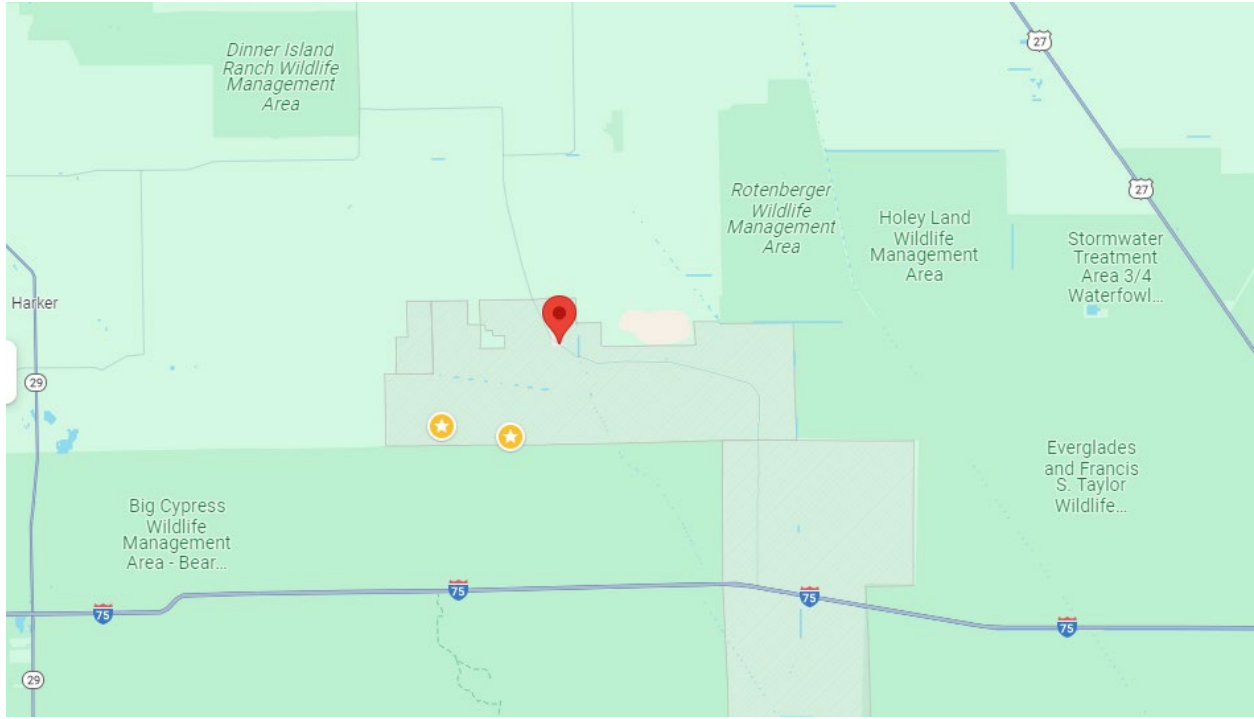 Dinner Island
Ranch Wildlife
Management
Area
27
27
Rotenberger
Wildlife
Management
Area
Holey Land
Wildlife
Management
Area
Stormwater
Treatment
Area 3/4
Waterfowl...
Harker
29
Everglades
and Francis
S. Taylor
Wildlife...
Big Cypress
Wildlife
Management
Area - Bear...
75
75
75
75
29